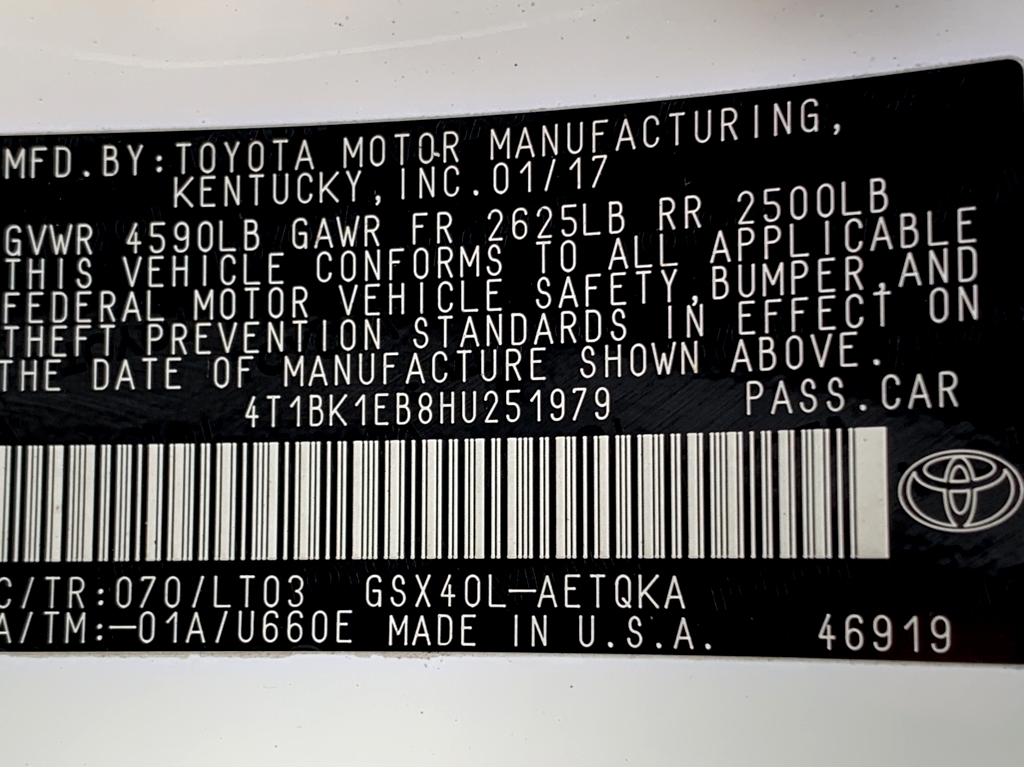 MFD.BY:TOYOTA MOTOR MANUFACTURING,
KENTUCKY,INC.01/17
GVWR 4590LB GAWR FR 2625LB RR 2500LB
THIS VEHICLE CONFORMS TO ALL APPLICABLE
FEDERAL MOTOR VEHICLE SAFETY,BUMPER,AND
THEFT PREVENTION STANDARDS IN EFFECT ON
THE DATE OF MANUFACTURE SHOWN ABOVE.
4T1BK1EB8HU251979 PASS.CAR
C/TR:070/LT03 GSX40L-AETQKA
A/TM:-01A/U660E MADE IN U.S.A. 46919